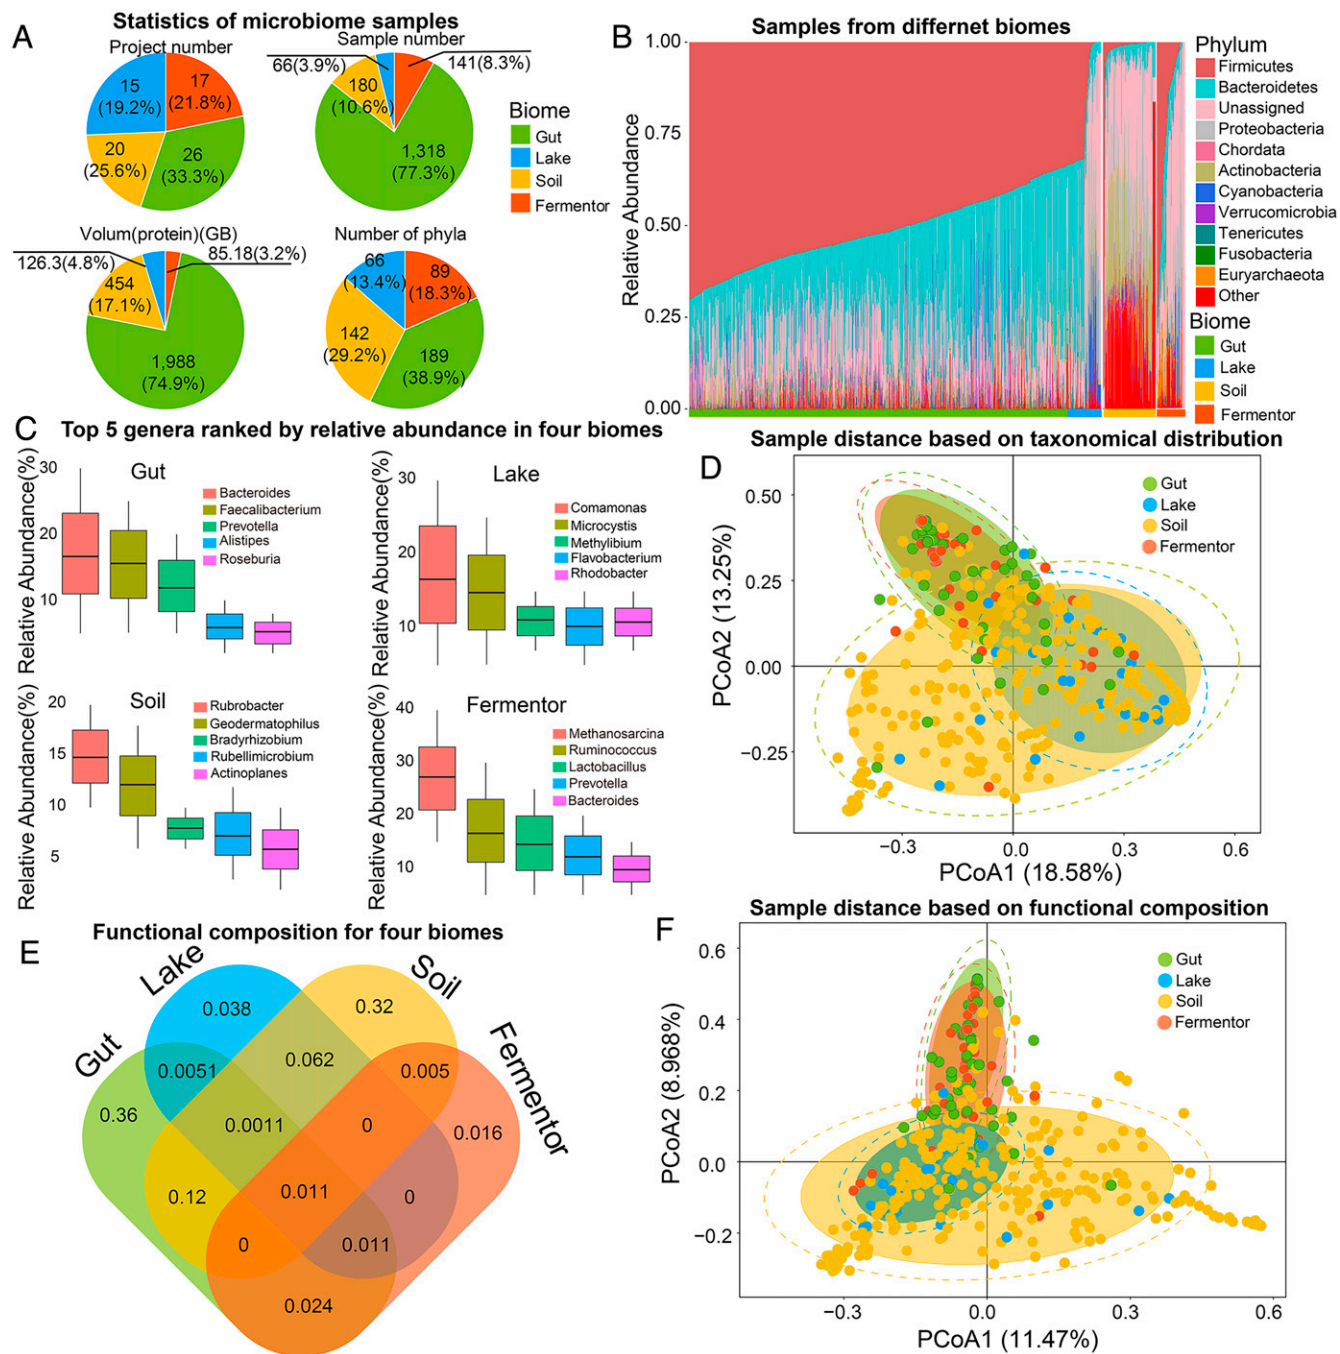 A
Statistics of microbiome samples
Project number
15
(19.2%)
17
(21.8%)
20
(25.6%)
26
(33.3%)
Sample number
66(3.9%)
141(8.3%)
180
(10.6%)
1,318
(77.3%)
Biome
Gut
Lake
Soil
Fermentor
Volum(protein)(GB)
126.3(4.8%)
85.18(3.2%)
454
(17.1%)
1,988
(74.9%)
Number of phyla
66
(13.4%)
89
(18.3%)
142
(29.2%)
189
(38.9%)
B
Samples from differnet biomes
Relative Abundance
1.00
0.75
0.50
0.25
0.00
Phylum
Firmicutes
Bacteroidetes
Unassigned
Proteobacteria
Chordata
Actinobacteria
Cyanobacteria
Verrucomicrobia
Tenericutes
Fusobacteria
Euryarchaeota
Other
Biome
Gut
Lake
Soil
Fermentor
C
Top 5 genera ranked by relative abundance in four biomes
Relative Abundance(%)
30
20
10
Gut
Bacteroides
Faecalibacterium
Prevotella
Alistipes
Roseburia
Relative Abundance(%)
30
20
10
Lake
Comamonas
Microcystis
Methylibium
Flavobacterium
Rhodobacter
Relative Abundance(%)
20
15
10
5
Soil
Rubrobacter
Geodermatophilus
Bradyrhizobium
Rubellimicrobium
Actinoplanes
Relative Abundance(%)
40
30
20
10
Fermentor
Methanosarcina
Ruminococcus
Lactobacillus
Prevotella
Bacteroides
D
Sample distance based on taxonomical distribution
PCoA2 (13.25%)
0.50
0.25
0.00
−0.25
Gut
Lake
Soil
Fermentor
−0.3
0.0
0.3
0.6
PCoA1 (18.58%)
E
Functional composition for four biomes
Lake
Soil
Gut
Fermentor
0.038
0.32
0.0051
0.062
0.005
0.36
0.0011
0
0.016
0.12
0.011
0
0
0.011
0.024
F
Sample distance based on functional composition
PCoA2 (8.968%)
0.6
0.4
0.2
0.0
−0.2
Gut
Lake
Soil
Fermentor
−0.3
0.0
0.3
0.6
PCoA1 (11.47%)